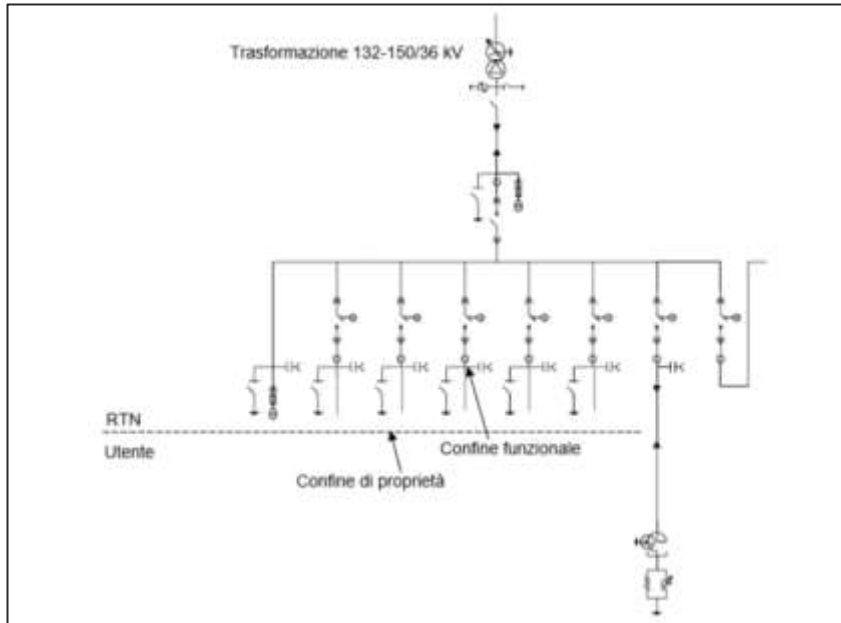 Trasformazione 132-150/36 kV
RTN
Utente
Confine funzionale
Confine di proprietà